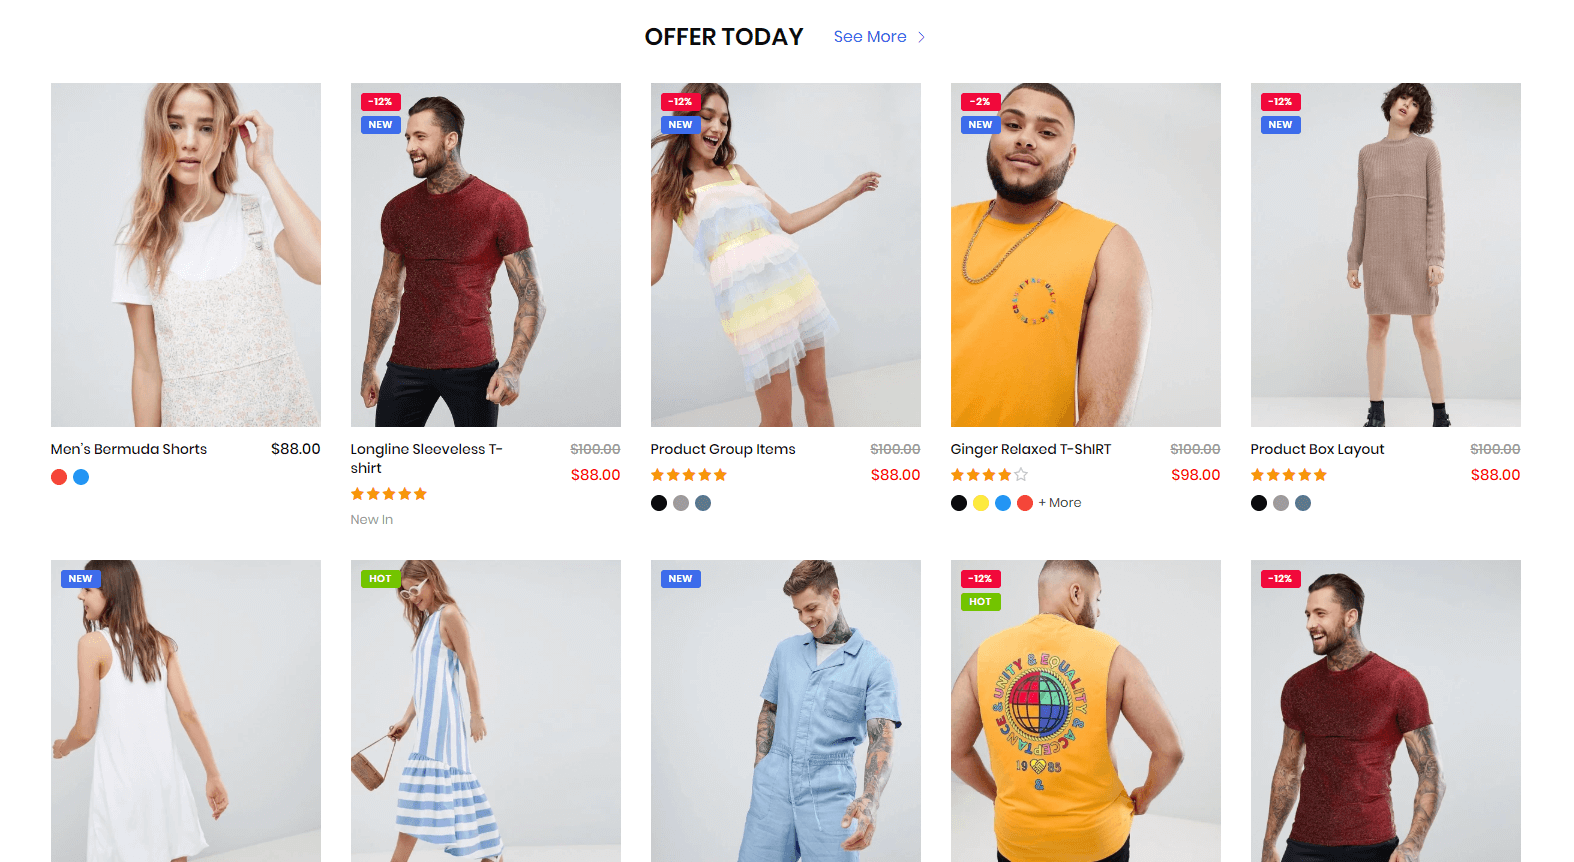 OFFER TODAY See More
-12%
NEW
-12%
NEW
-2%
NEW
-12%
NEW
UNITY & EQUALITY & ACCEPTANCE &
Men's Bermuda Shorts $88.00
Longline Sleeveless T-
shirt
$100.00
$88.00
New In
Product Group Items $100.00
$88.00
Ginger Relaxed T-ShIRT $100.00
$98.00
+ More
Product Box Layout $100.00
$88.00
NEW
HOT
NEW
-12%
HOT
UNITY & EQUALITY & ACCEPTANCE &
19 85
&
-12%